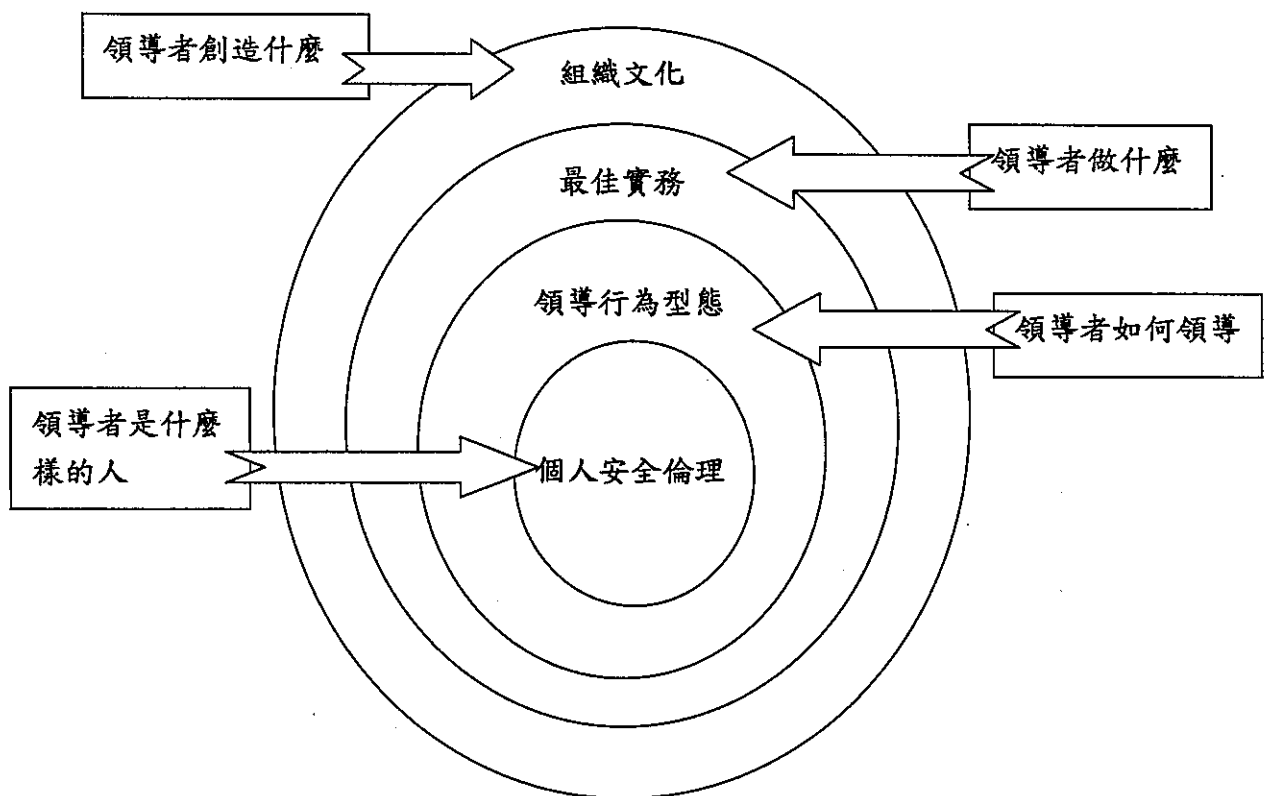 領導者創造什麼
組織文化
領導者做什麼
最佳實務
領導行為型態
領導者如何領導
領導者是什麼
樣的人
個人安全倫理